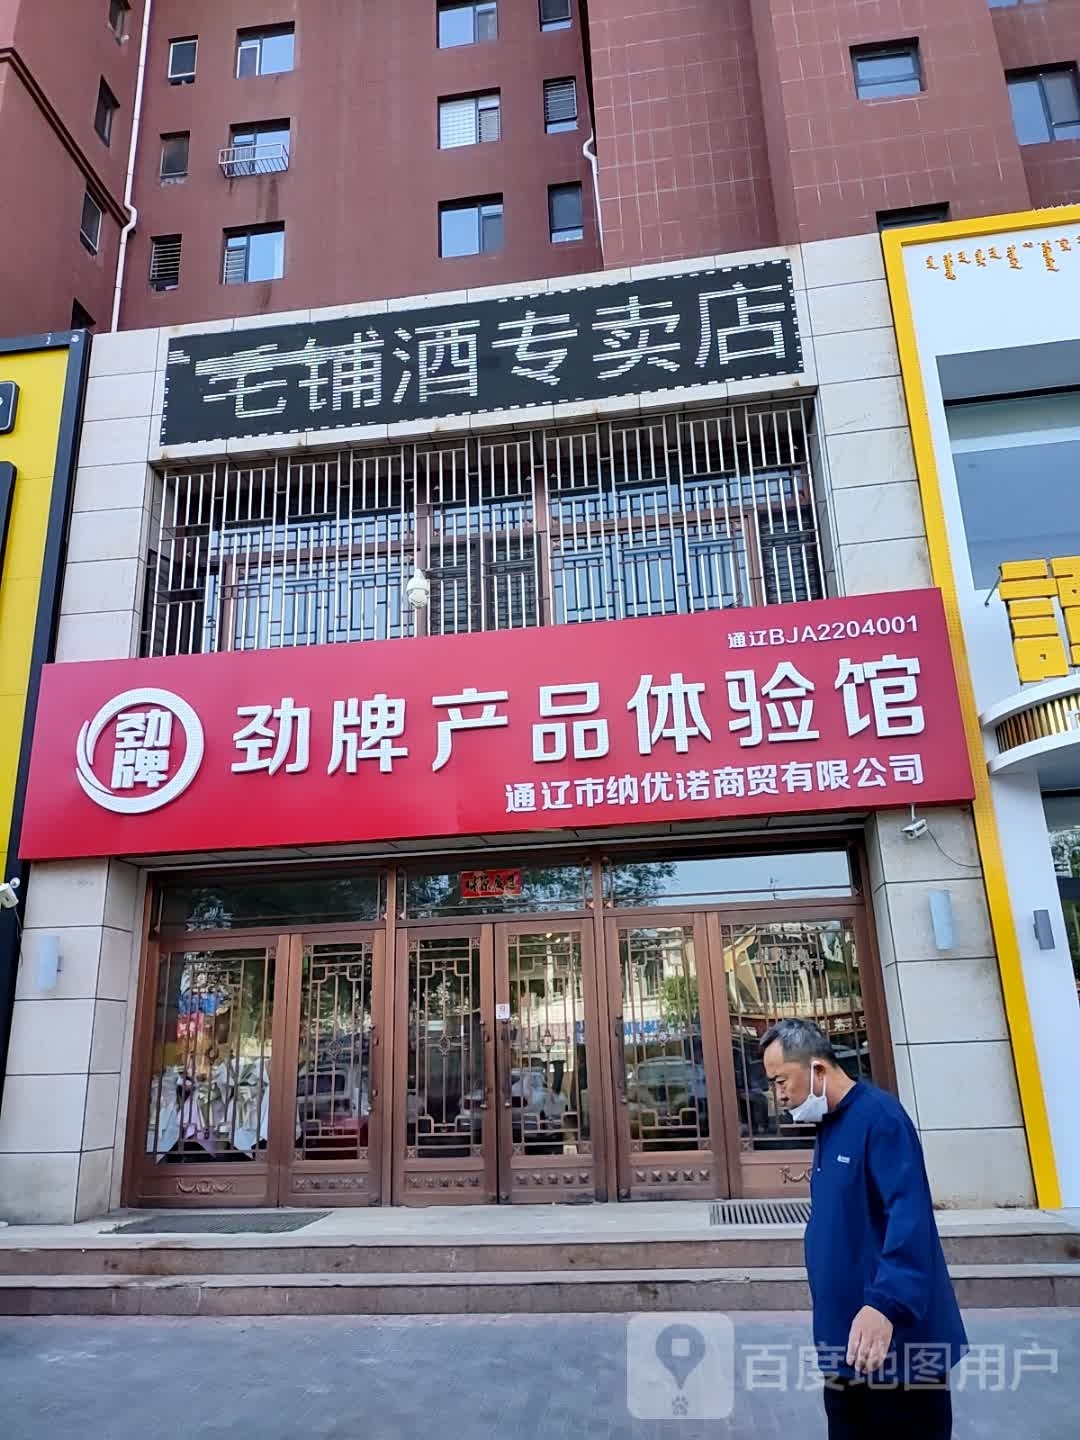 毛铺酒专卖店
通辽BJA2204001
劲牌
劲牌产品体验馆
通辽市纳优诺商贸有限公司
百度地图用户